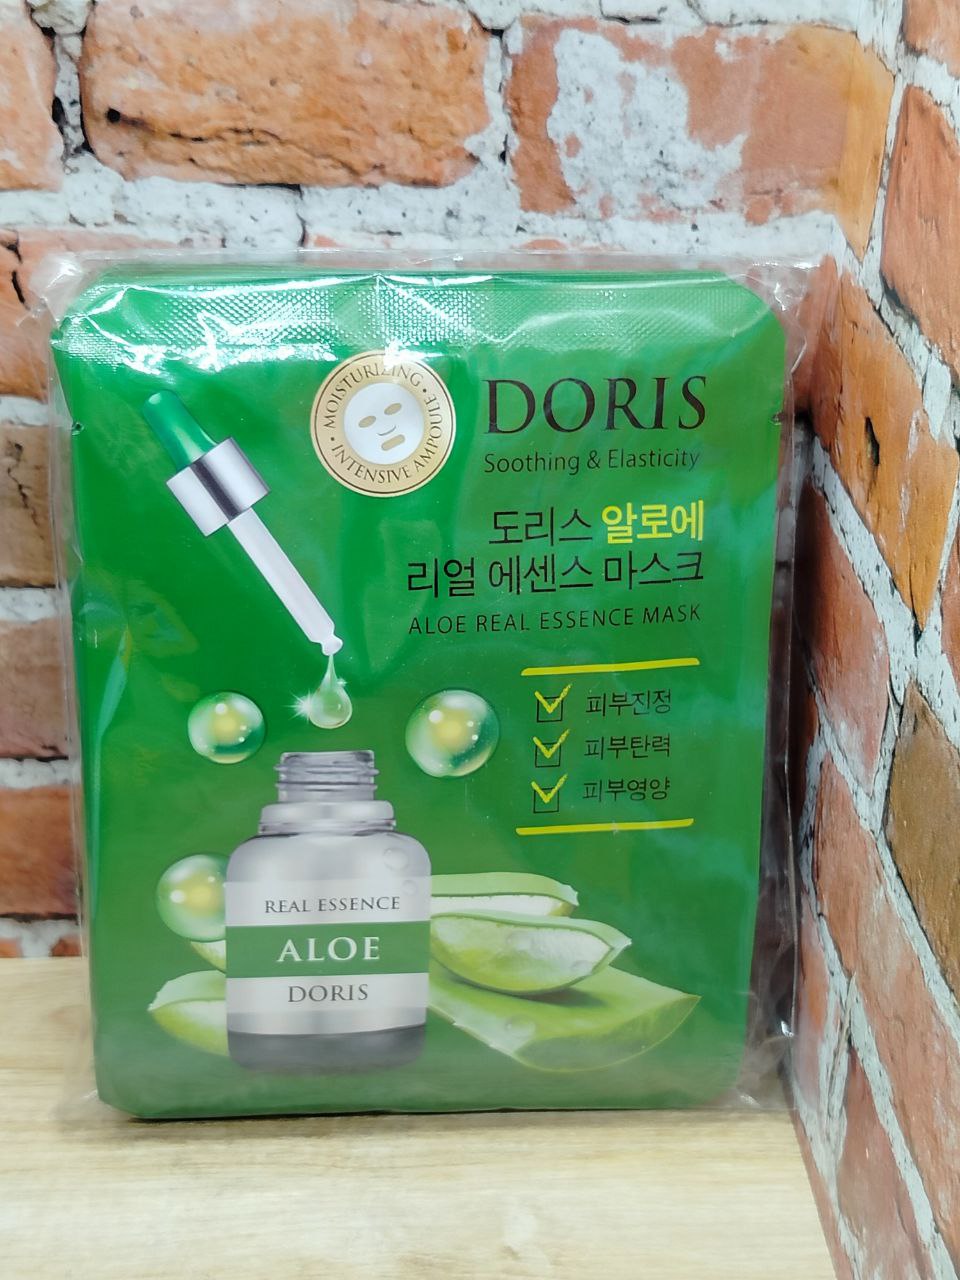 MOISTURIZING
INTENSIVE AMPOULE
DORIS
Soothing & Elasticity
도리스 알로에
리얼 에센스 마스크
ALOE REAL ESSENCE MASK
피부진정
피부탄력
피부영양
REAL ESSENCE
ALOE
DORIS